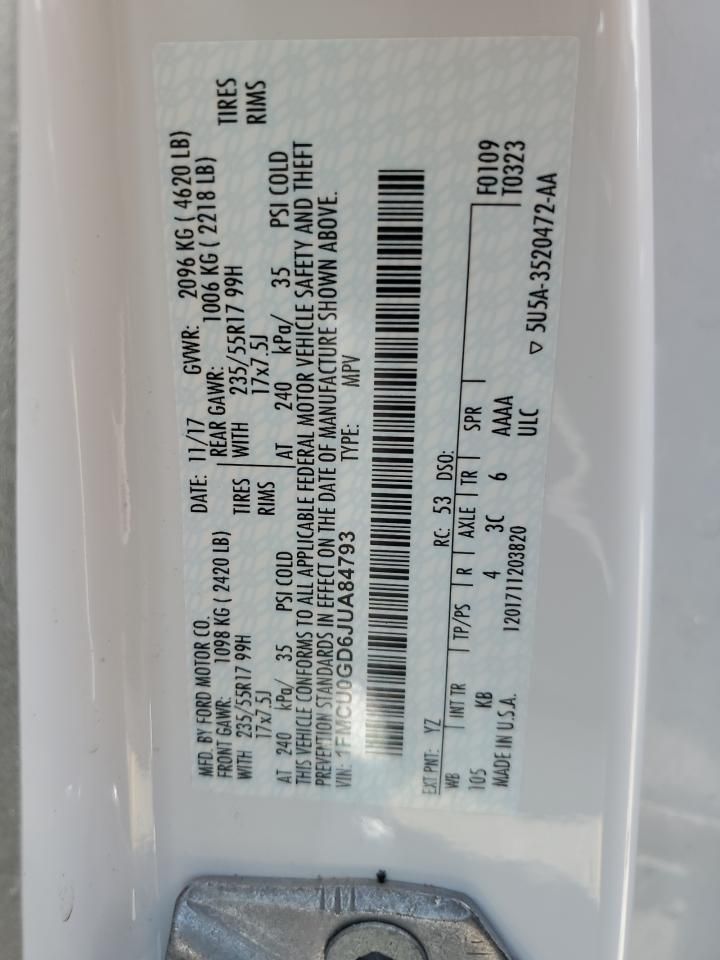 MFD. BY FORD MOTOR CO. DATE: 11/17 GVWR: 2096 KG ( 4620 LB)
FRONT GAWR: 1098 KG ( 2420 LB) REAR GAWR: 1006 KG ( 2218 LB)
WITH 235/55R17 99H TIRES WITH 235/55R17 99H TIRES
17x7.5J RIMS 17x7.5J RIMS
AT 240 kPa/ 35 PSI COLD AT 240 kPa/ 35 PSI COLD
THIS VEHICLE CONFORMS TO ALL APPLICABLE FEDERAL MOTOR VEHICLE SAFETY AND THEFT
PREVENTION STANDARDS IN EFFECT ON THE DATE OF MANUFACTURE SHOWN ABOVE.
VIN: 1FMCU0GD6JUA84793 TYPE: MPV
EXT PNT: YZ RC: 53 DSO: F0109
WB INT TR TP/PS R AXLE TR SPR T0323
105 KB 4 3C 6 AAAA
MADE IN U.S.A. 1201711203820 ULC ▽ 5U5A-3520472-AA